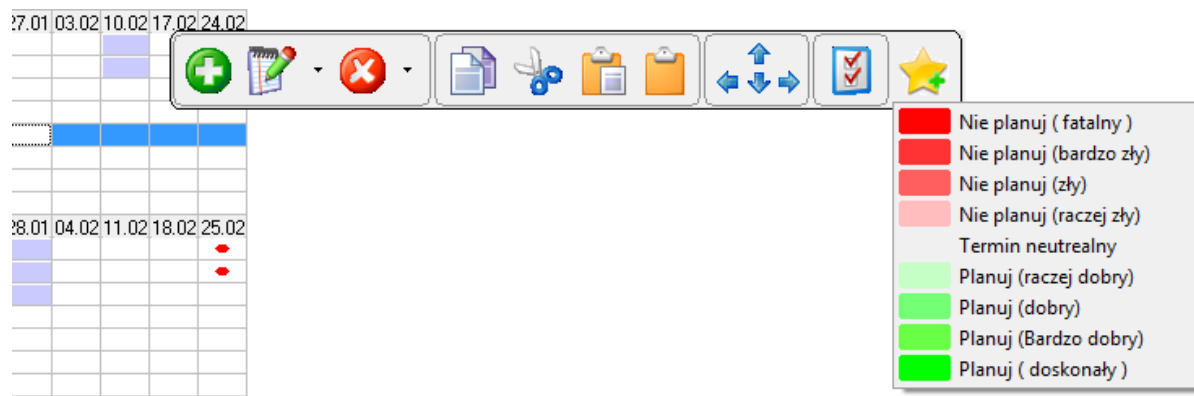 27.01 03.02 10.02 17.02 24.02
Nie planuj ( fatalny )
Nie planuj (bardzo zły)
Nie planuj (zły)
Nie planuj (raczej zły)
Termin neutrealny
Planuj (raczej dobry)
Planuj (dobry)
Planuj (Bardzo dobry)
Planuj ( doskonały )
28.01 04.02 11.02 18.02 25.02